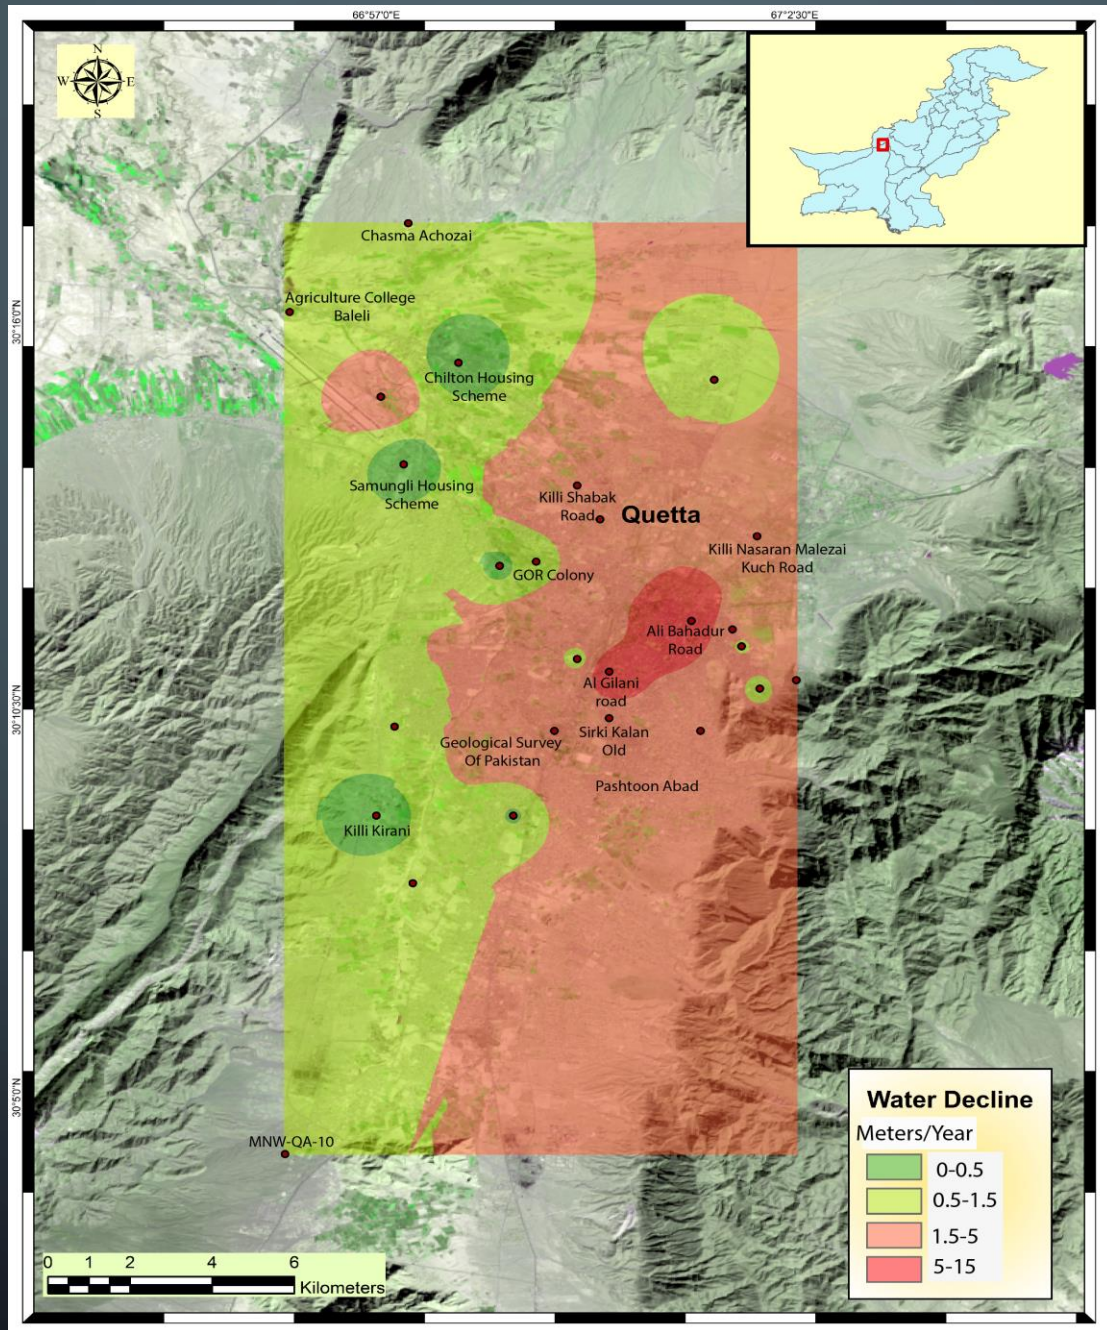 66°57'0"E
67°2'30"E
N
W
E
S
Chasma Achozai
30°16'0"N
Agriculture College
Baleli
Chilton Housing
Scheme
Samungli Housing
Scheme
Killi Shabak
Road
Quetta
Killi Nasaran Malezai
Kuch Road
GOR Colony
Ali Bahadur
Road
Al Gilani
road
30°10'30"N
Sirki Kalan
Old
Geological Survey
Of Pakistan
Pashtoon Abad
Killi Kirani
30°5'0"N
MNW-QA-10
Water Decline
Meters/Year
0-0.5
0.5-1.5
1.5-5
5-15
0 1 2 4 6
Kilometers